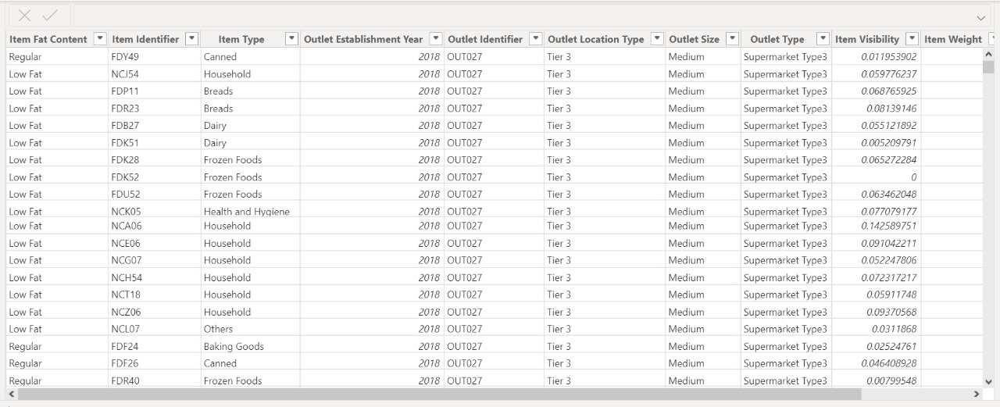 Item Fat Content Item Identifier Item Type Outlet Establishment Year Outlet Identifier Outlet Location Type Outlet Size Outlet Type Item Visibility Item Weight
Regular FDY49 Canned 2018 OUT027 Tier 3 Medium Supermarket Type3 0.011953902
Low Fat NCJ54 Household 2018 OUT027 Tier 3 Medium Supermarket Type3 0.059776237
Low Fat FDP11 Breads 2018 OUT027 Tier 3 Medium Supermarket Type3 0.068765925
Low Fat FDR23 Breads 2018 OUT027 Tier 3 Medium Supermarket Type3 0.08139146
Low Fat FDB27 Dairy 2018 OUT027 Tier 3 Medium Supermarket Type3 0.055121892
Low Fat FDK51 Dairy 2018 OUT027 Tier 3 Medium Supermarket Type3 0.005209791
Low Fat FDK28 Frozen Foods 2018 OUT027 Tier 3 Medium Supermarket Type3 0.065272284
Low Fat FDK52 Frozen Foods 2018 OUT027 Tier 3 Medium Supermarket Type3 0
Low Fat FDU52 Frozen Foods 2018 OUT027 Tier 3 Medium Supermarket Type3 0.063462048
Low Fat NCK05 Health and Hygiene 2018 OUT027 Tier 3 Medium Supermarket Type3 0.077079177
Low Fat NCA06 Household 2018 OUT027 Tier 3 Medium Supermarket Type3 0.142589751
Low Fat NCE06 Household 2018 OUT027 Tier 3 Medium Supermarket Type3 0.091042211
Low Fat NCG07 Household 2018 OUT027 Tier 3 Medium Supermarket Type3 0.052247806
Low Fat NCH54 Household 2018 OUT027 Tier 3 Medium Supermarket Type3 0.072317217
Low Fat NCT18 Household 2018 OUT027 Tier 3 Medium Supermarket Type3 0.05911748
Low Fat NCZ06 Household 2018 OUT027 Tier 3 Medium Supermarket Type3 0.09370568
Low Fat NCL07 Others 2018 OUT027 Tier 3 Medium Supermarket Type3 0.0311868
Regular FDF24 Baking Goods 2018 OUT027 Tier 3 Medium Supermarket Type3 0.02524761
Regular FDF26 Canned 2018 OUT027 Tier 3 Medium Supermarket Type3 0.046408928
Regular FDR40 Frozen Foods 2018 OUT027 Tier 3 Medium Supermarket Type3 0.00799548